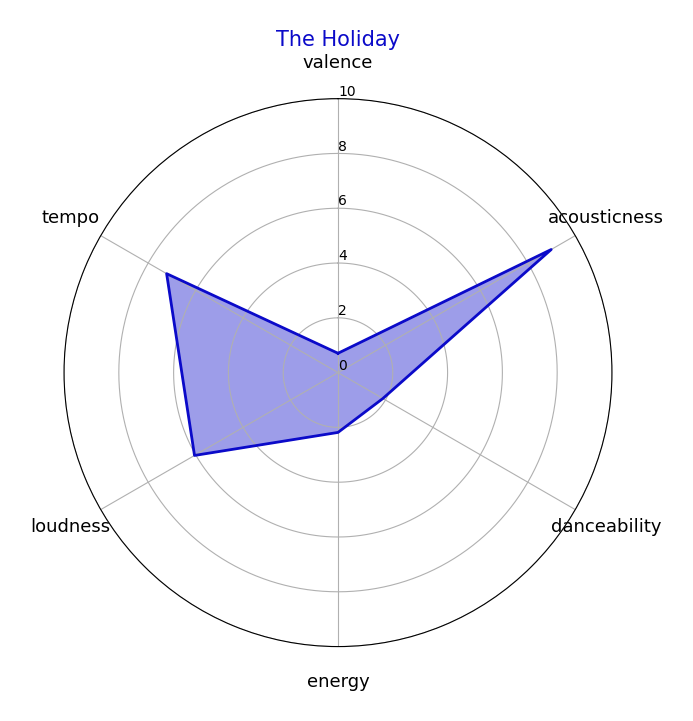 The Holiday
valence
10
8
6
4
2
0
tempo
acousticness
loudness
danceability
energy